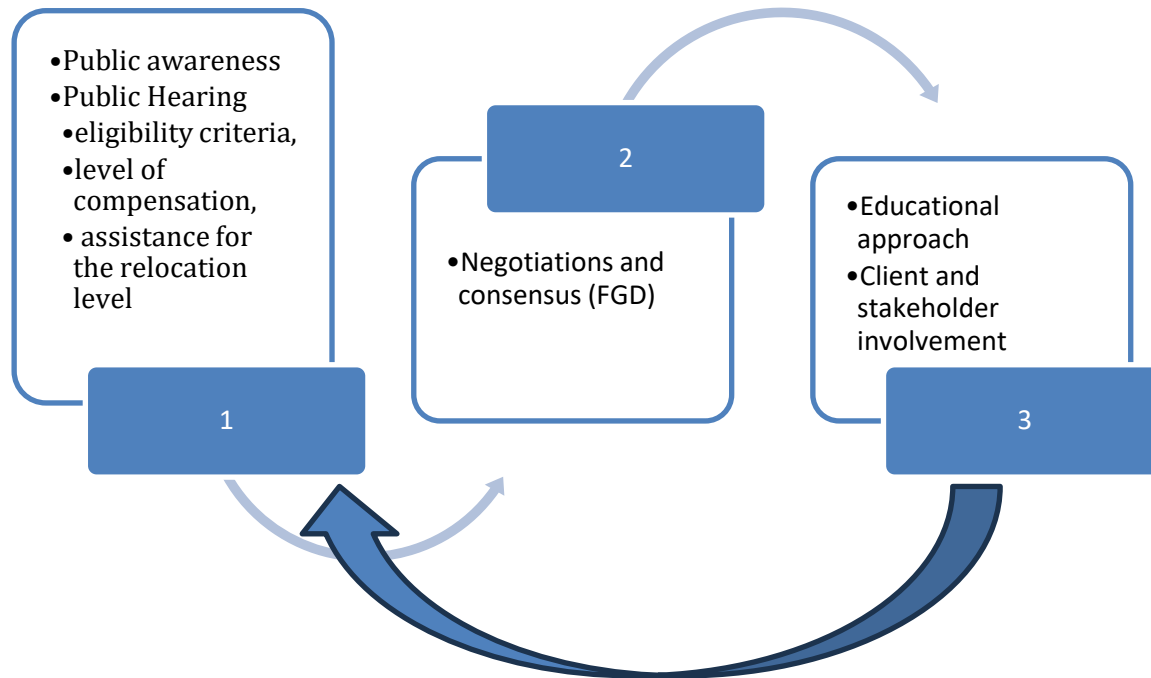 •Public awareness
•Public Hearing
•eligibility criteria,
•level of
compensation,
• assistance for
the relocation
level
1
2
•Negotiations and
consensus (FGD)
•Educational
approach
•Client and
stakeholder
involvement
3